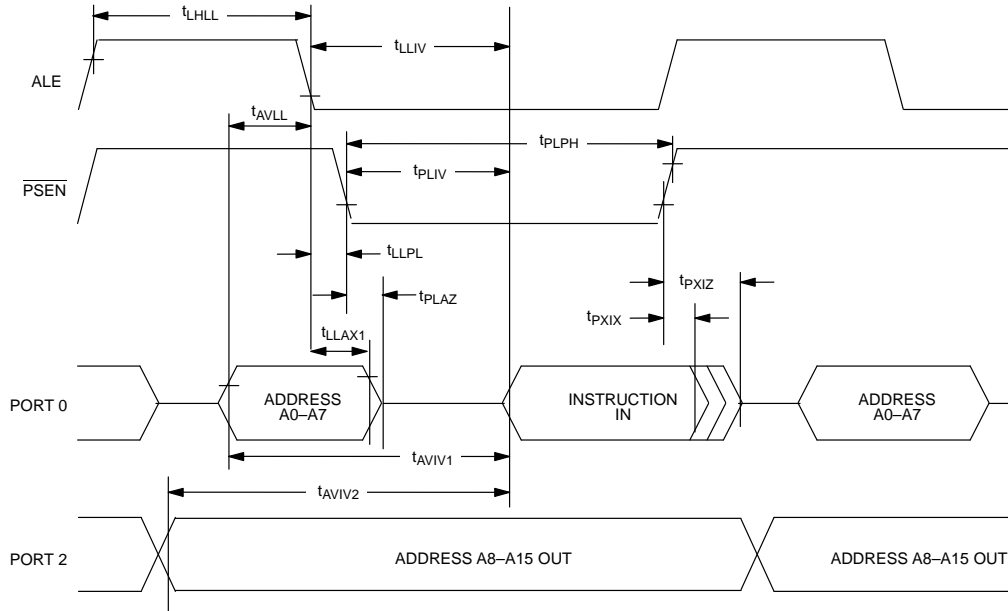 tLHLL
tLLIV
ALE
tAVLL
tPLPH
tPLIV
PSEN
tLLPL
tPLAZ
tPXIZ
tPXIX
tLLAX1
PORT 0
ADDRESS
A0–A7
INSTRUCTION
IN
ADDRESS
A0–A7
tAVIV1
tAVIV2
PORT 2
ADDRESS A8–A15 OUT
ADDRESS A8–A15 OUT